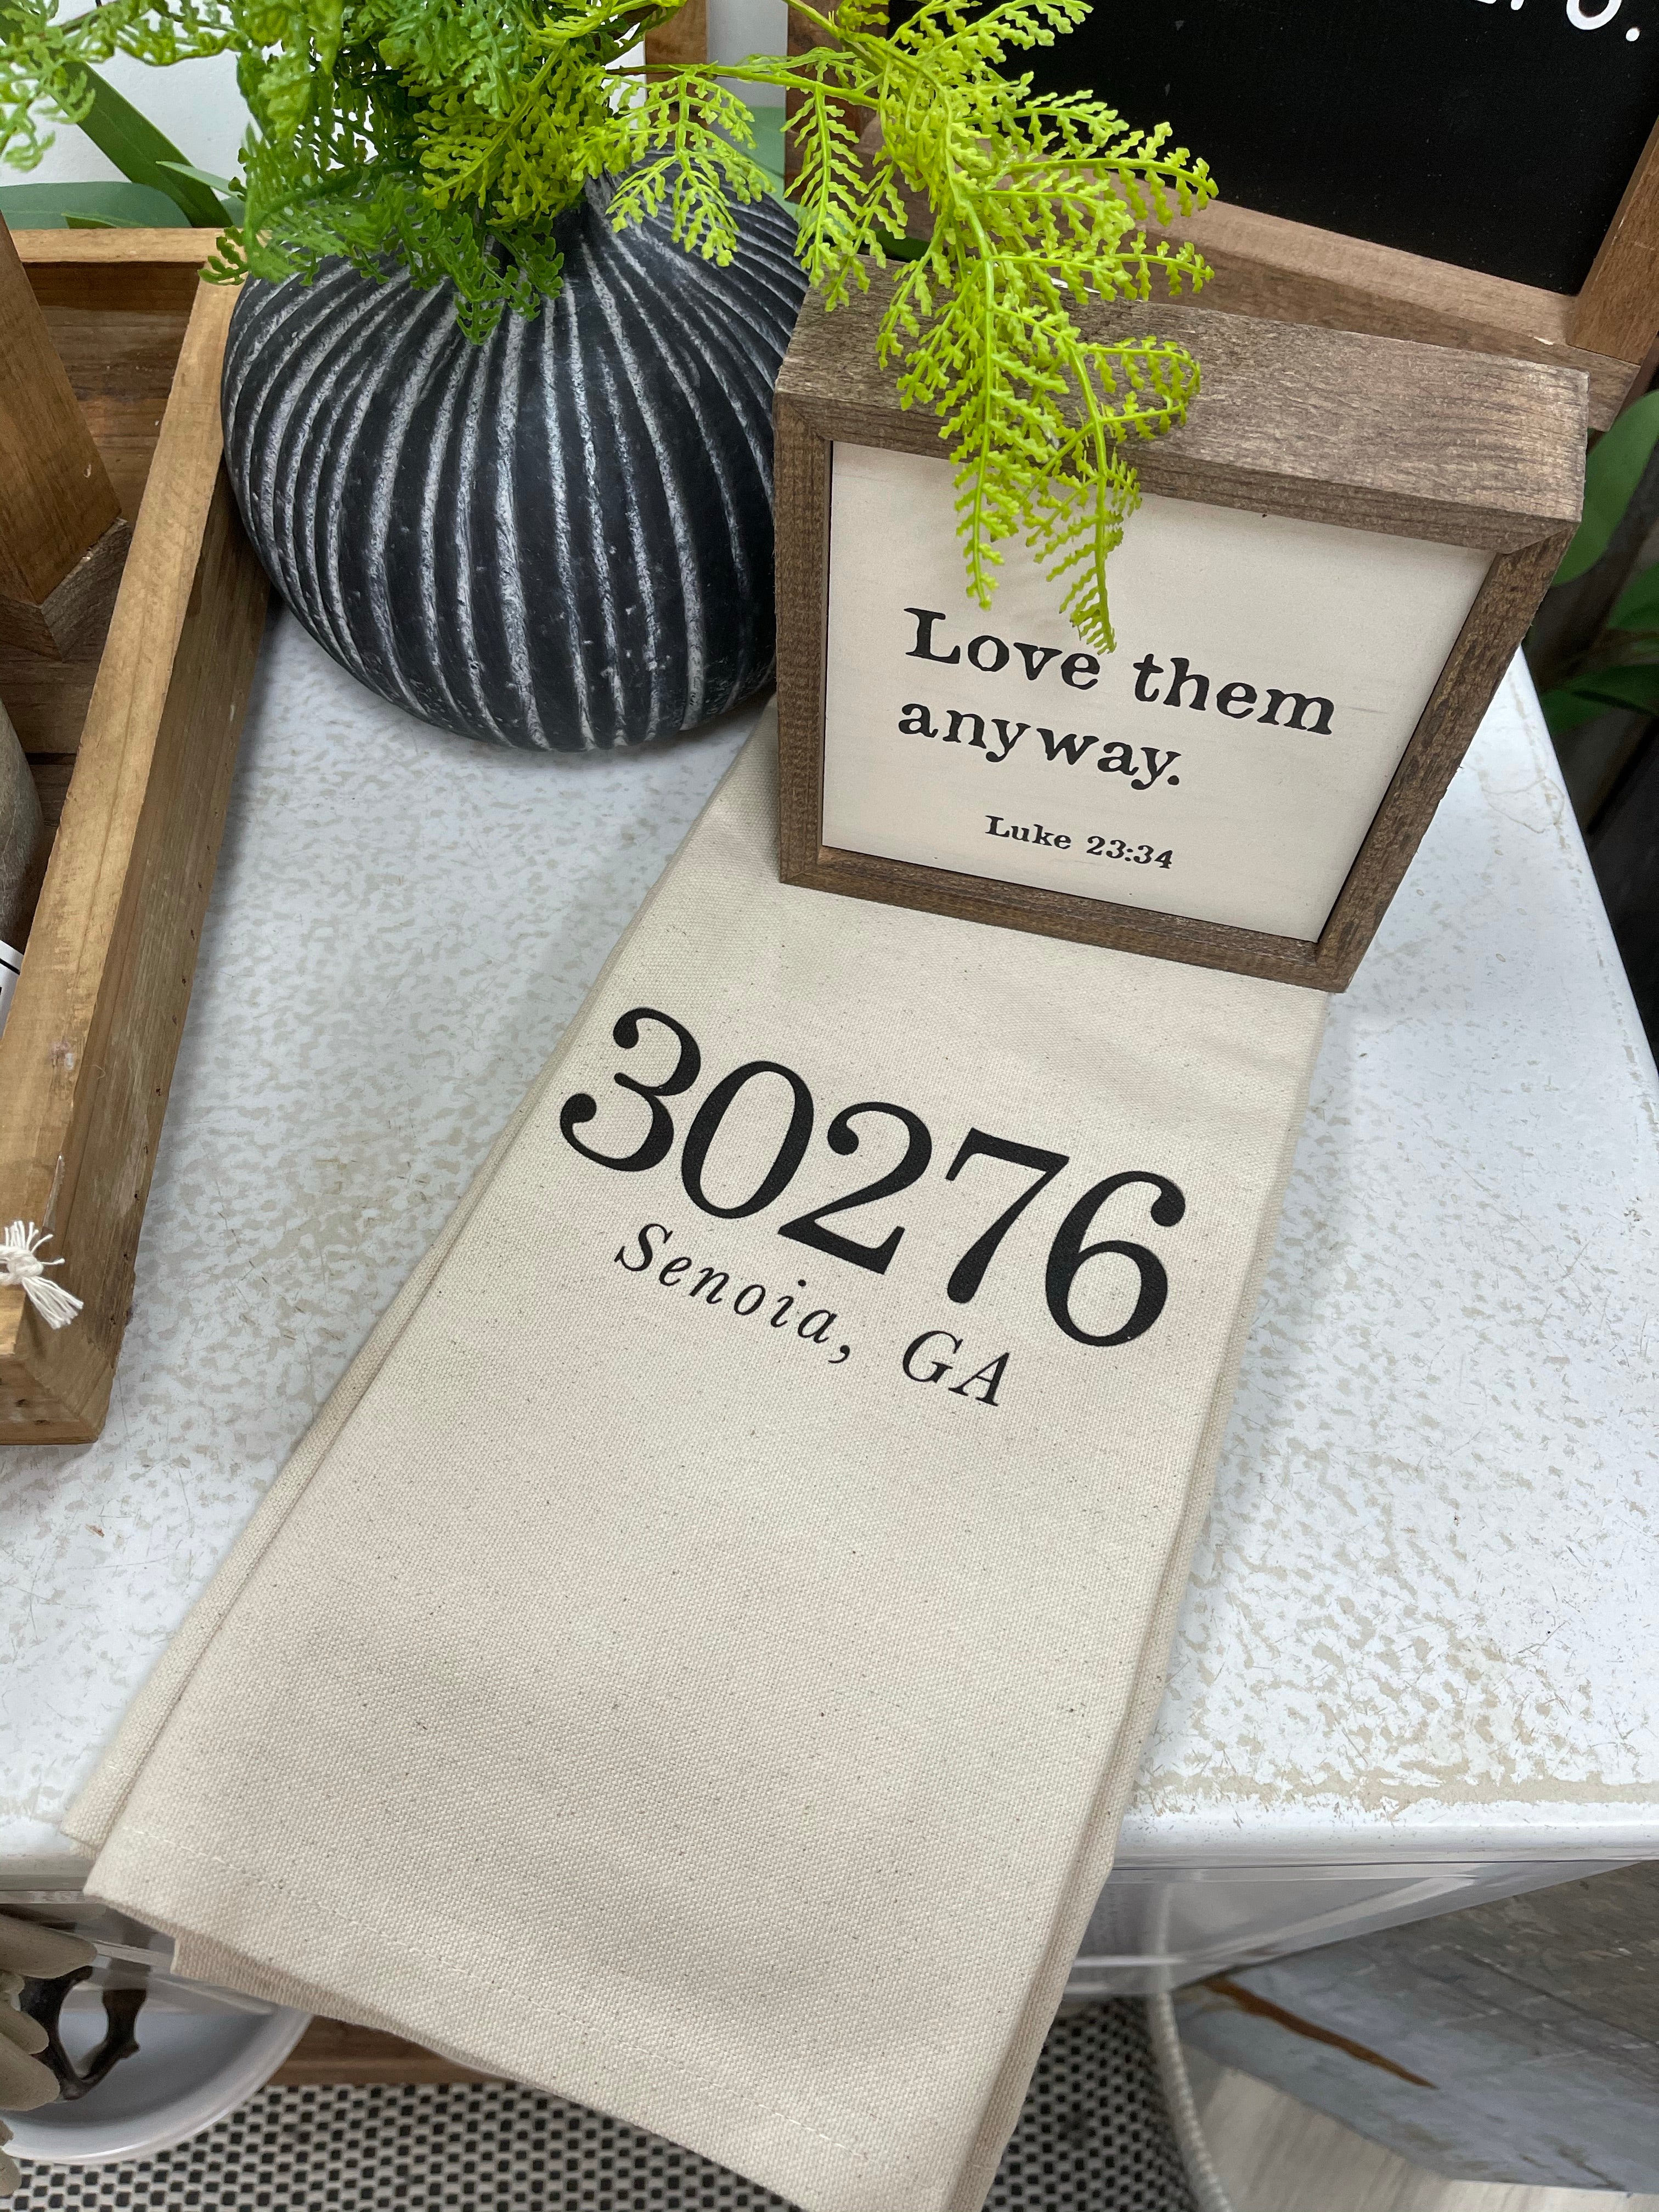 Love them
anyway.
Luke 23:34
30276
Senoia, GA